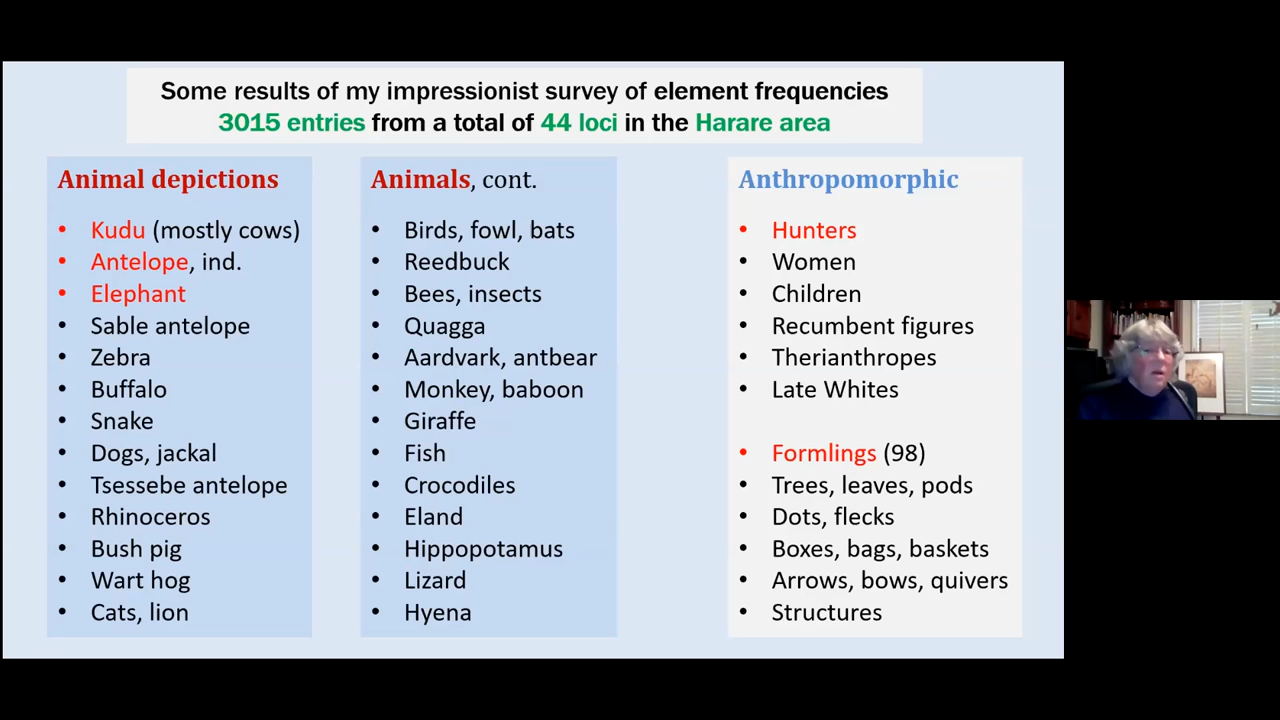 Some results of my impressionist survey of element frequencies
3015 entries from a total of 44 loci in the Harare area
Animal depictions
• Kudu (mostly cows)
• Antelope, ind.
• Elephant
• Sable antelope
• Zebra
• Buffalo
• Snake
• Dogs, jackal
• Tsessebe antelope
• Rhinoceros
• Bush pig
• Wart hog
• Cats, lion
Animals, cont.
• Birds, fowl, bats
• Reedbuck
• Bees, insects
• Quagga
• Aardvark, antbear
• Monkey, baboon
• Giraffe
• Fish
• Crocodiles
• Eland
• Hippopotamus
• Lizard
• Hyena
Anthropomorphic
• Hunters
• Women
• Children
• Recumbent figures
• Therianthropes
• Late Whites
• Formlings (98)
• Trees, leaves, pods
• Dots, flecks
• Boxes, bags, baskets
• Arrows, bows, quivers
• Structures